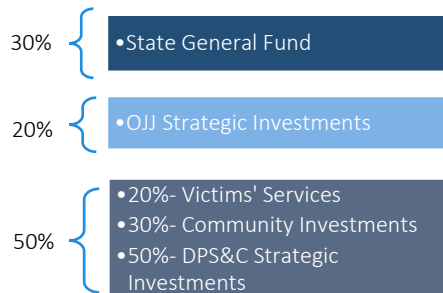 30%
•State General Fund
20%
•OJJ Strategic Investments
50%
•20%- Victims' Services
•30%- Community Investments
•50%- DPS&C Strategic
Investments